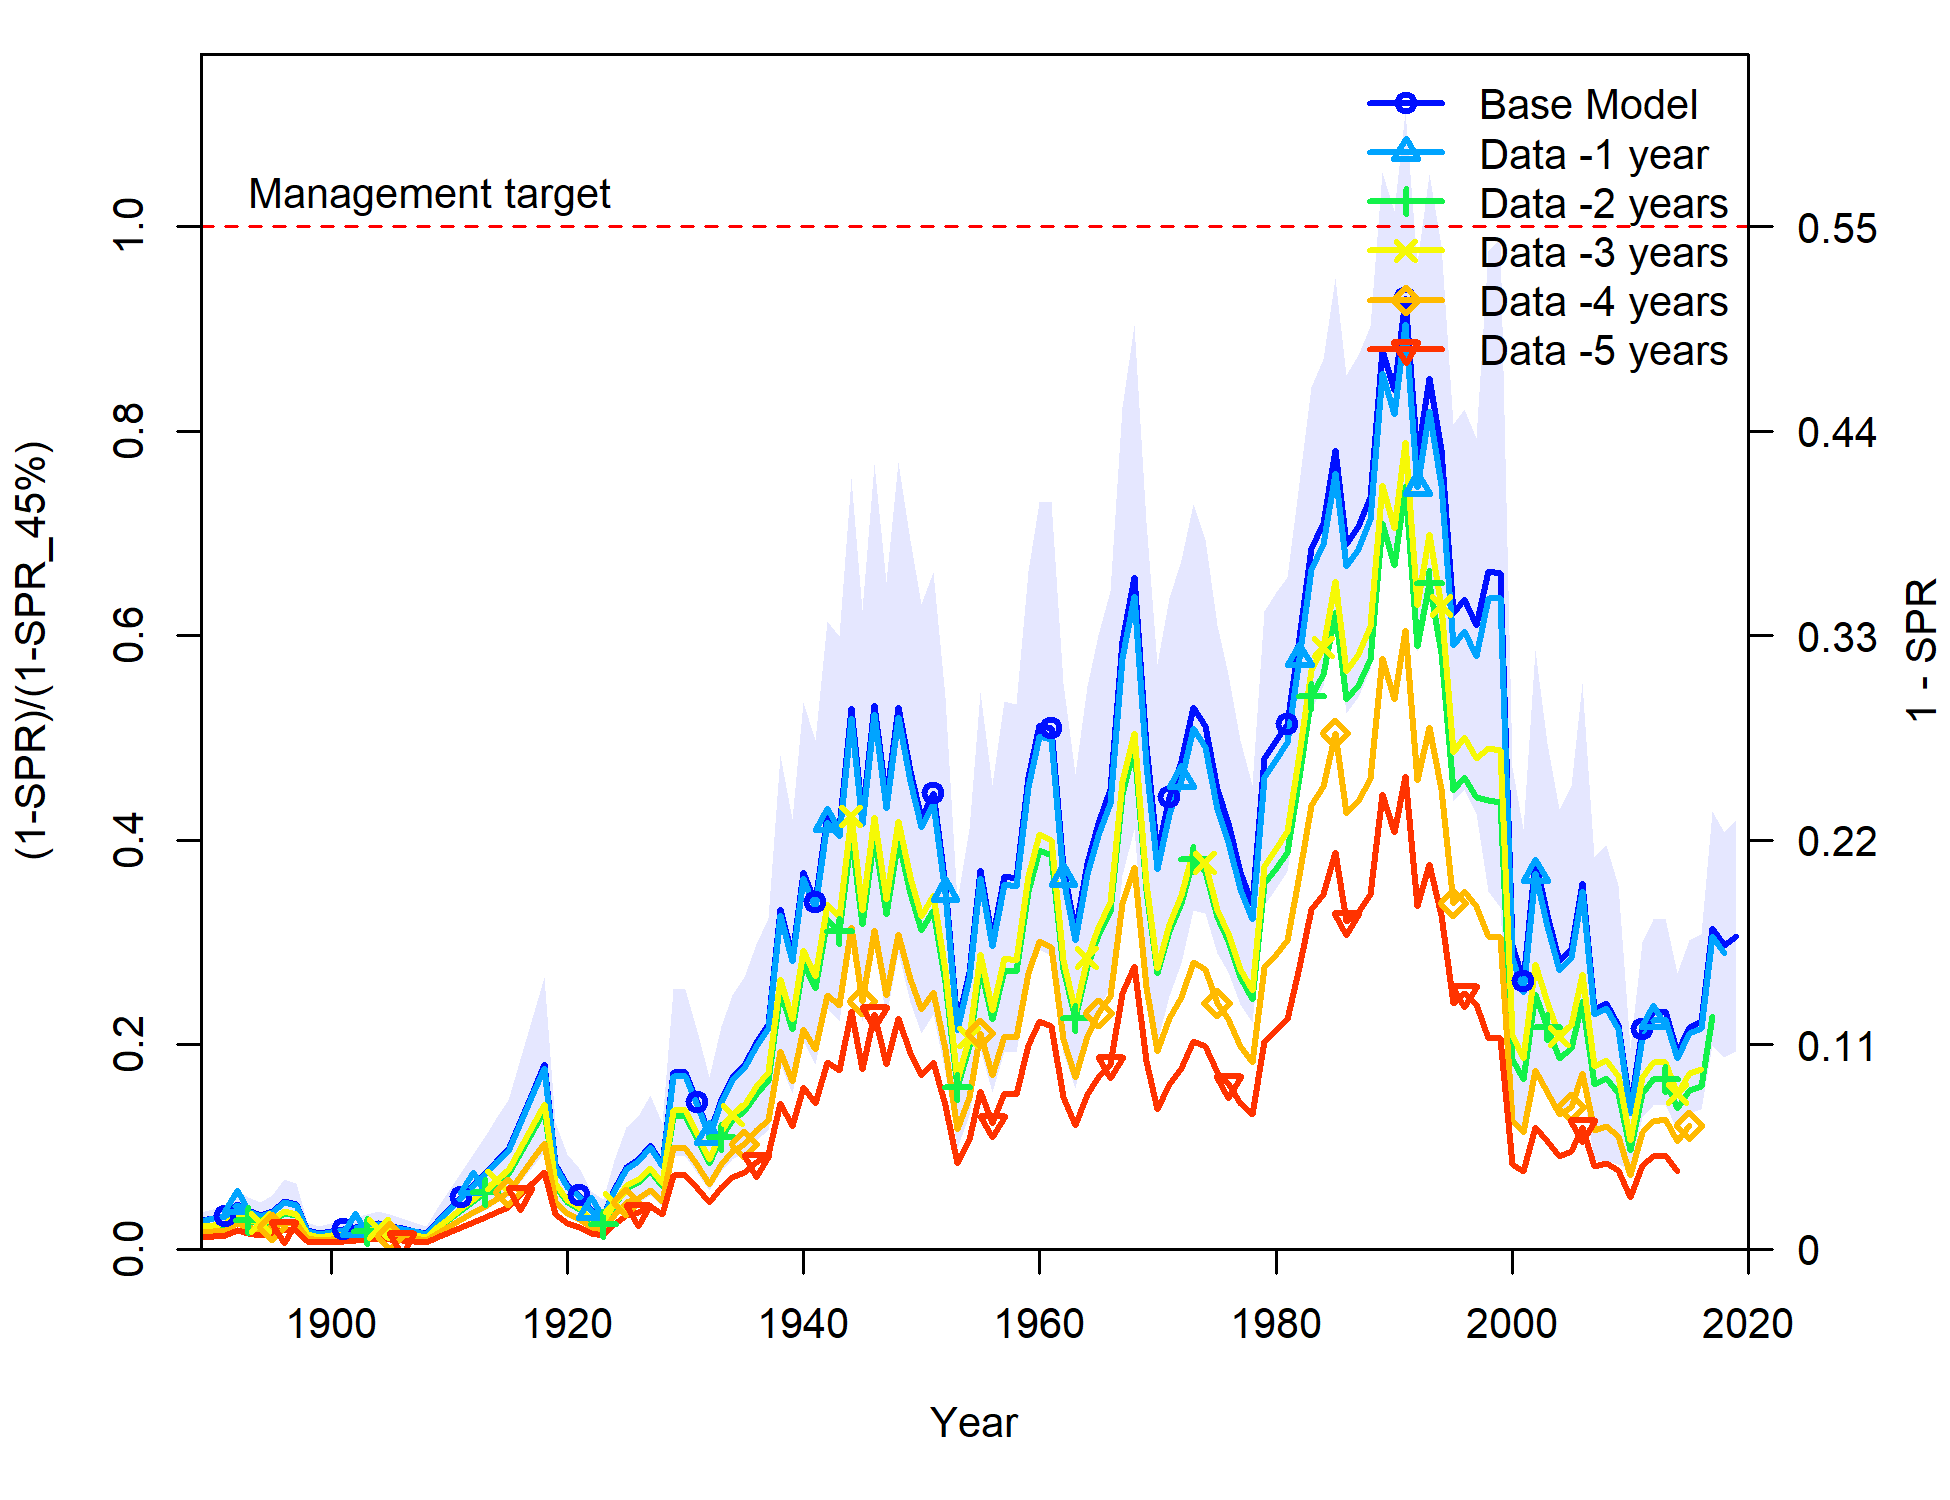 Base Model
Data -1 year
Data -2 years
Data -3 years
Data -4 years
Data -5 years
Management target
(1-SPR)/(1-SPR_45%)
1.0
0.8
0.6
0.4
0.2
0.0
0.55
0.44
0.33
0.22
0.11
0
1 - SPR
1900
1920
1940
1960
1980
2000
2020
Year